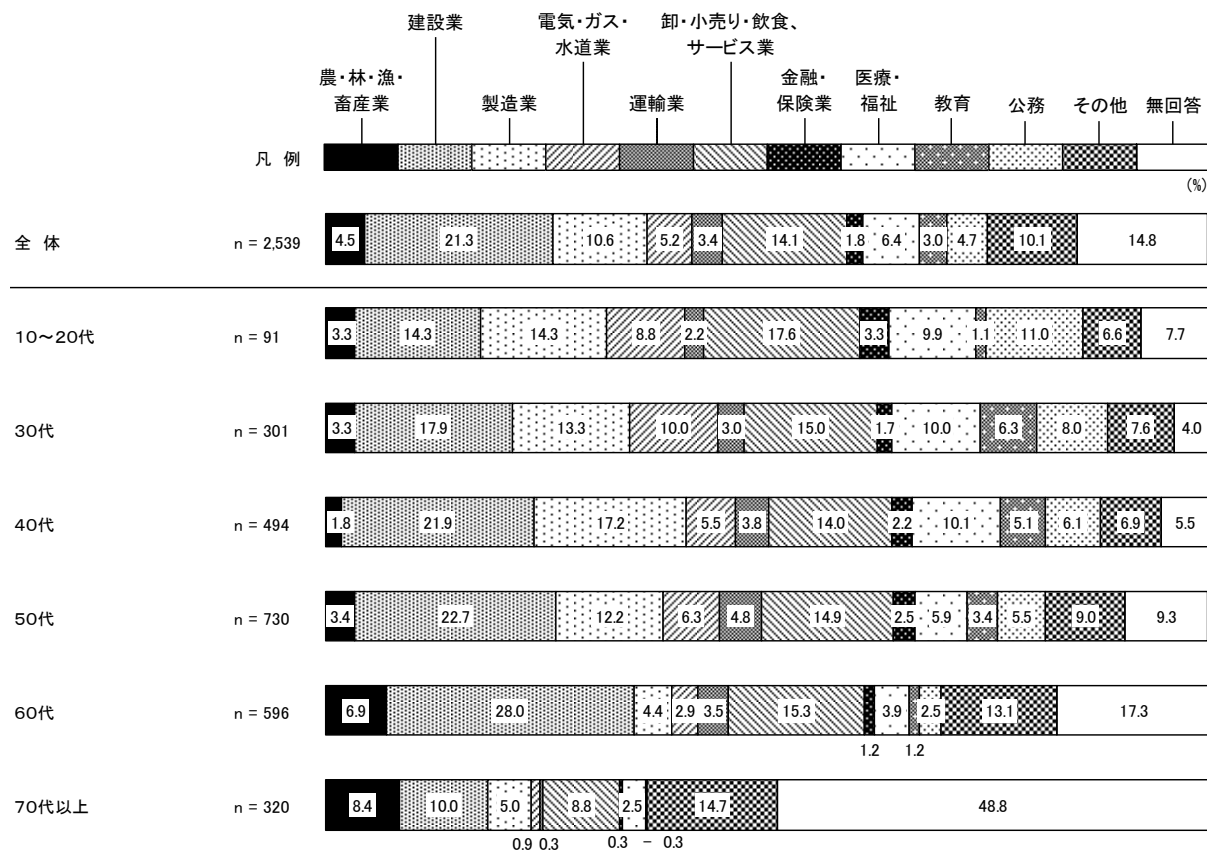 建設業
電気・ガス・
水道業
卸・小売り・飲食、
サービス業
農・林・漁・
畜産業
製造業
運輸業
金融・
保険業
医療・
福祉
教育
公務
その他
無回答
凡 例
(%)
全 体 n = 2,539 4.5 21.3 10.6 5.2 3.4 14.1 1.8 6.4 3.0 4.7 10.1 14.8
10～20代 n = 91 3.3 14.3 14.3 8.8 2.2 17.6 3.3 9.9 1.1 11.0 6.6 7.7
30代 n = 301 3.3 17.9 13.3 10.0 3.0 15.0 1.7 10.0 6.3 8.0 7.6 4.0
40代 n = 494 1.8 21.9 17.2 5.5 3.8 14.0 2.2 10.1 5.1 6.1 6.9 5.5
50代 n = 730 3.4 22.7 12.2 6.3 4.8 14.9 2.5 5.9 3.4 5.5 9.0 9.3
60代 n = 596 6.9 28.0 4.4 2.9 3.5 15.3 3.9 2.5 13.1 17.3
1.2 1.2
70代以上 n = 320 8.4 10.0 5.0 8.8 2.5 14.7 48.8
0.9 0.3 0.3 － 0.3